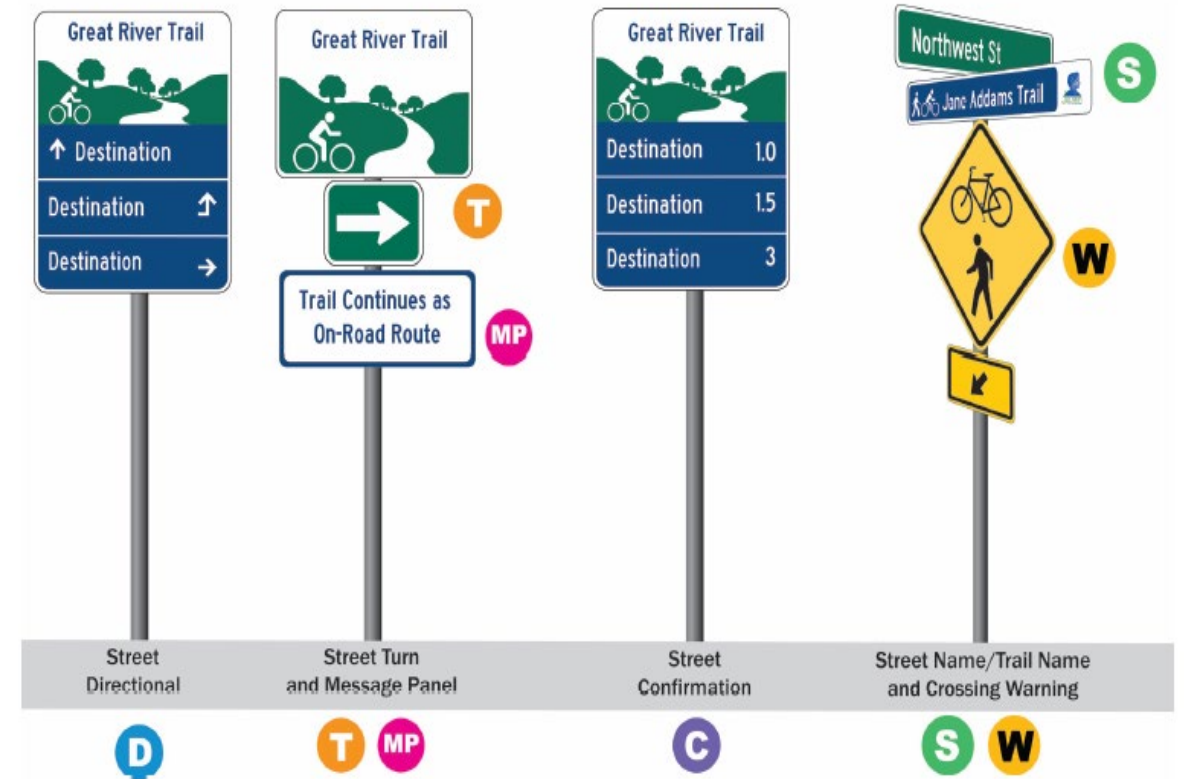 Great River Trail
↑ Destination
Destination ↱
Destination →
Great River Trail
T
Trail Continues as
On-Road Route
MP
Great River Trail
Destination 1.0
Destination 1.5
Destination 3
Northwest St
Jane Addams Trail
S
W
Street
Directional
Street Turn
and Message Panel
Street
Confirmation
Street Name/Trail Name
and Crossing Warning
D
T MP
C
S W